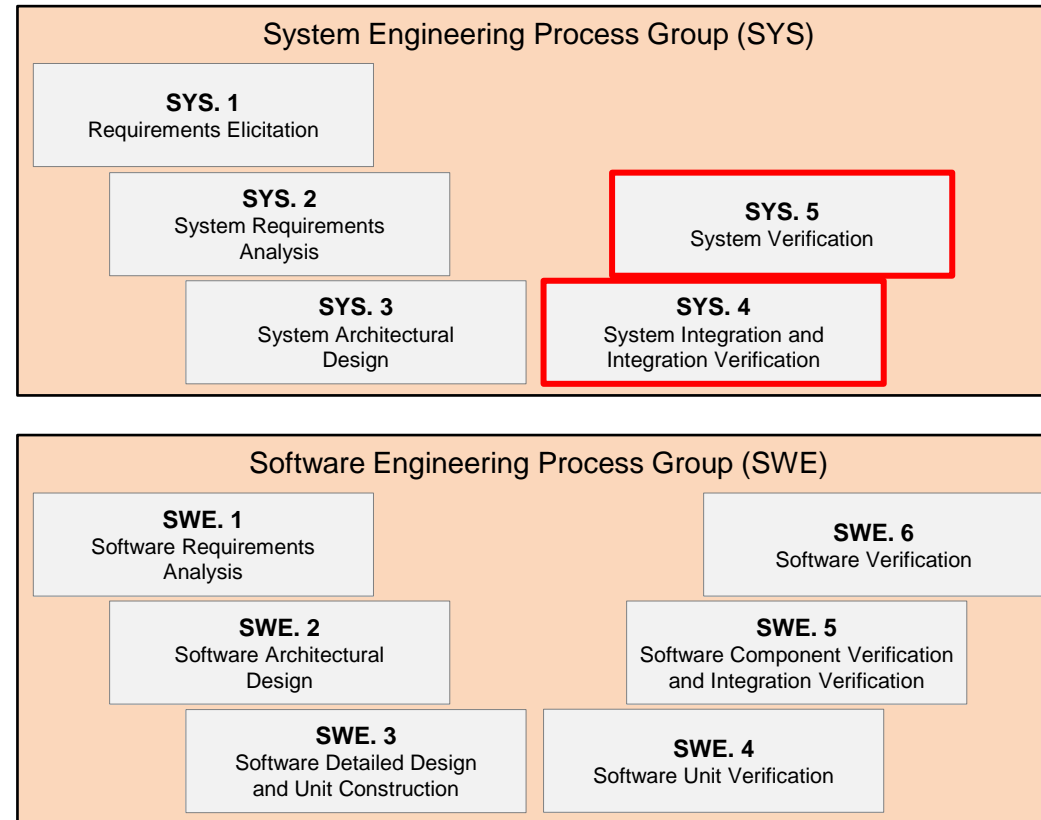 System Engineering Process Group (SYS)
SYS. 1
Requirements Elicitation
SYS. 2
System Requirements
Analysis
SYS. 5
System Verification
SYS. 3
System Architectural
Design
SYS. 4
System Integration and
Integration Verification
Software Engineering Process Group (SWE)
SWE. 1
Software Requirements
Analysis
SWE. 6
Software Verification
SWE. 2
Software Architectural
Design
SWE. 5
Software Component Verification
and Integration Verification
SWE. 3
Software Detailed Design
and Unit Construction
SWE. 4
Software Unit Verification